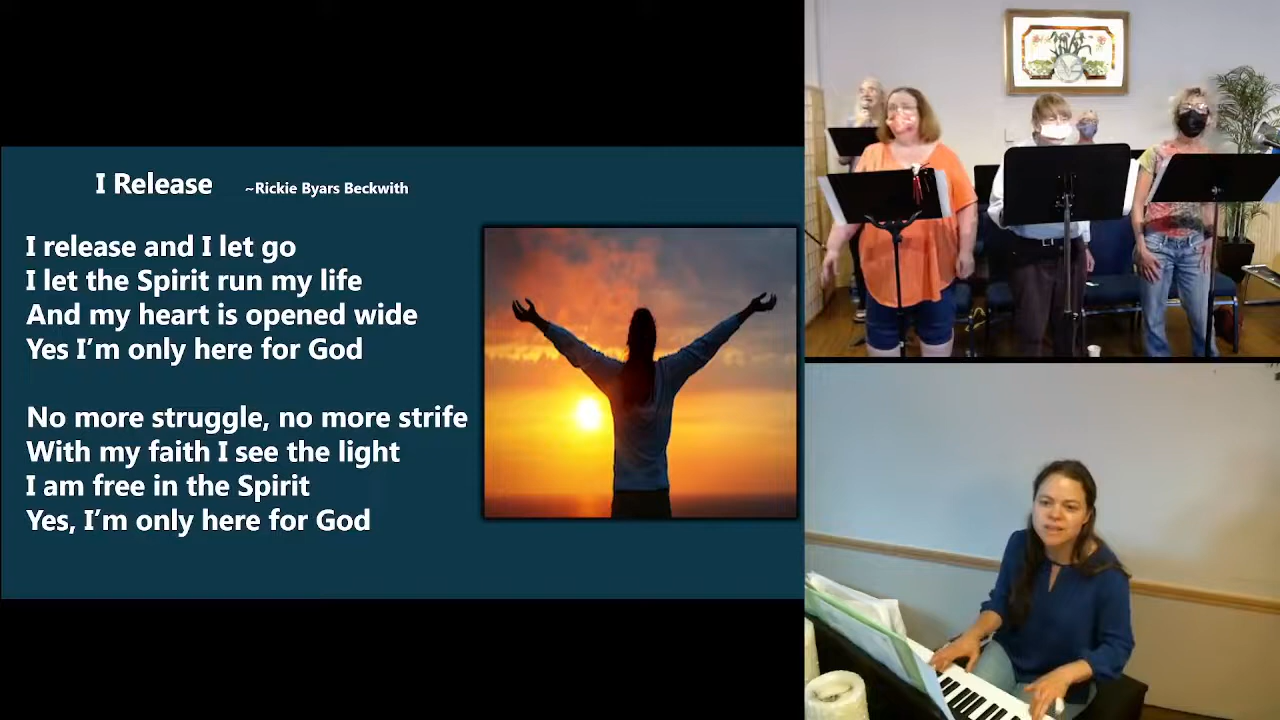 I Release ~Rickie Byars Beckwith
I release and I let go
I let the Spirit run my life
And my heart is opened wide
Yes I’m only here for God
No more struggle, no more strife
With my faith I see the light
I am free in the Spirit
Yes, I’m only here for God